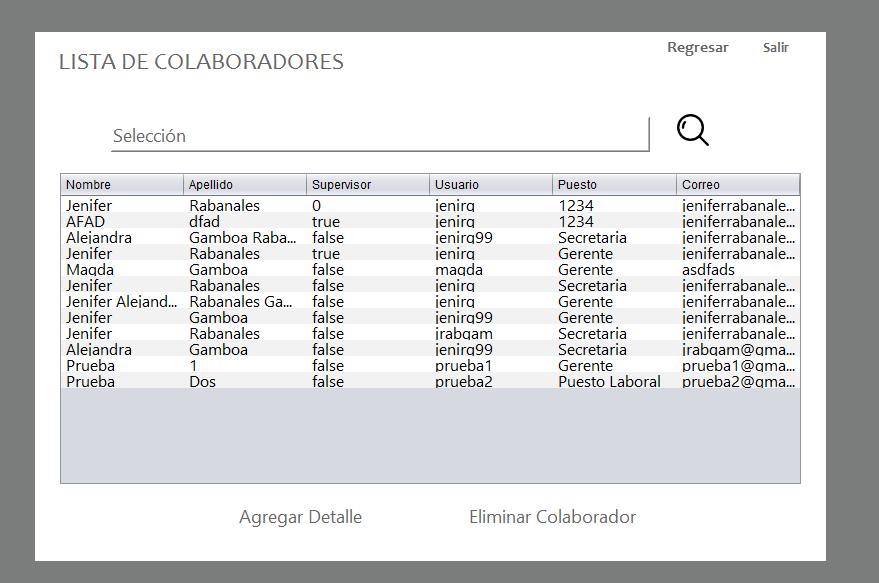 Regresar Salir
LISTA DE COLABORADORES
Selección
Nombre Apellido Supervisor Usuario Puesto Correo
Jenifer Rabanales 0 jenirg 1234 jeniferrabanale...
AFAD dfad true jenirg 1234 jeniferrabanale...
Alejandra Gamboa Raba... false jenirg99 Secretaria jeniferrabanale...
Jenifer Rabanales true jenirg Gerente jeniferrabanale...
Magda Gamboa false magda Gerente asdfads
Jenifer Rabanales false jenirg Secretaria jeniferrabanale...
Jenifer Alejand... Rabanales Ga... false jenirg Gerente jeniferrabanale...
Jenifer Gamboa false jenirg99 Gerente jeniferrabanale...
Jenifer Rabanales false jrabgam Secretaria jeniferrabanale...
Alejandra Gamboa false jenirg99 Secretaria jrabgam@gma...
Prueba 1 false prueba1 Gerente prueba1@gma...
Prueba Dos false prueba2 Puesto Laboral prueba2@gma...
Agregar Detalle Eliminar Colaborador